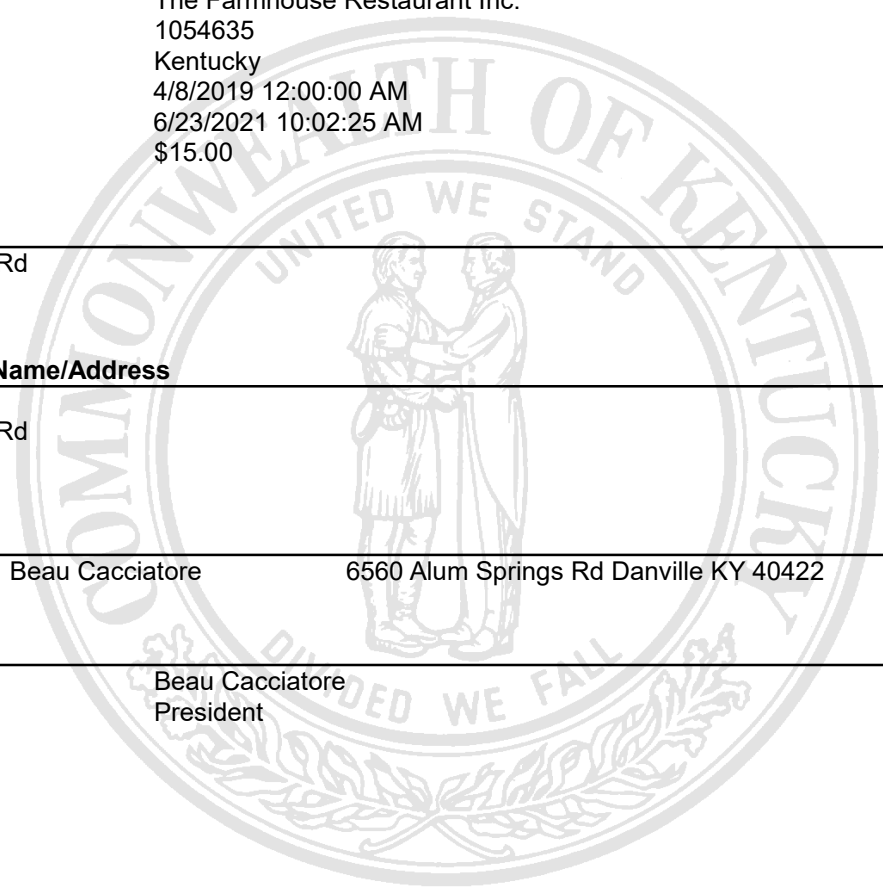 The Farmhouse Restaurant Inc.
1054635
Kentucky
4/8/2019 12:00:00 AM
6/23/2021 10:02:25 AM
$15.00
COMMONWEALTH OF KENTUCKY
UNITED WE STAND
Rd
Name/Address
Rd
Beau Cacciatore 6560 Alum Springs Rd Danville KY 40422
Beau Cacciatore
President
DIVIDED WE FALL